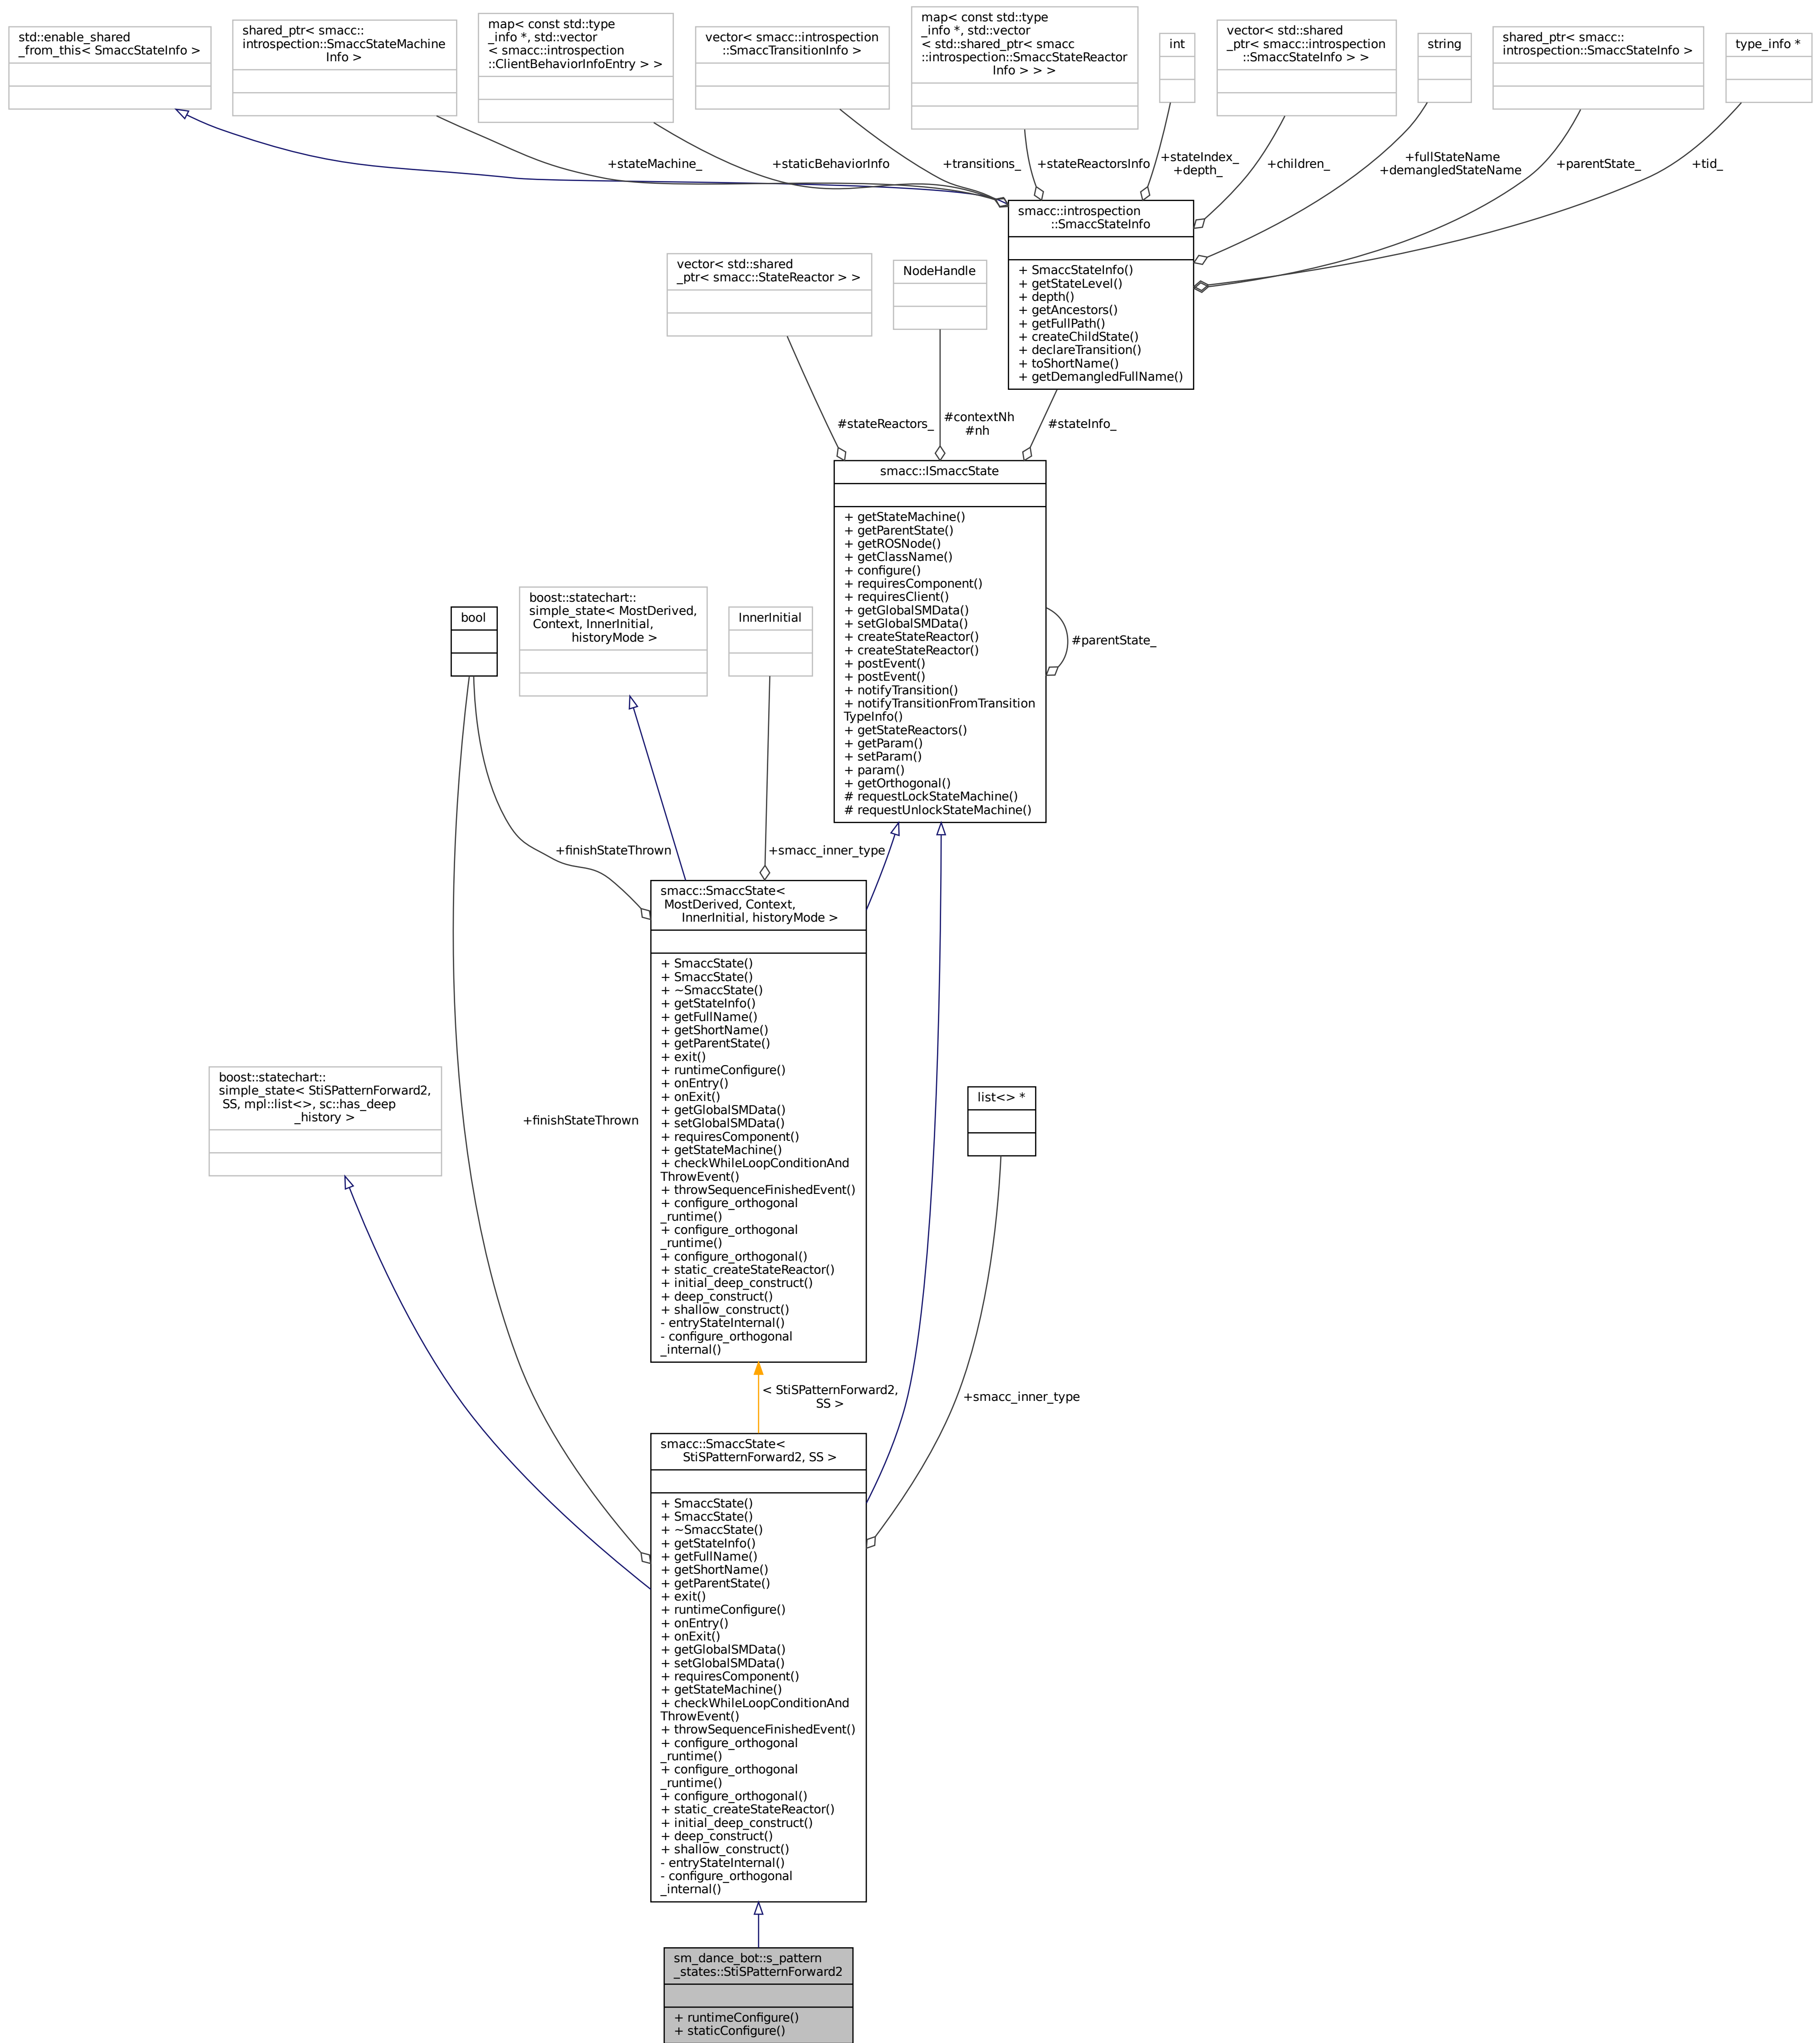 std::enable_shared
_from_this< SmaccStateInfo >
shared_ptr< smacc::
introspection::SmaccStateMachine
Info >
map< const std::type
_info *, std::vector
< smacc::introspection
::ClientBehaviorInfoEntry > >
vector< smacc::introspection
::SmaccTransitionInfo >
map< const std::type
_info *, std::vector
< std::shared_ptr< smacc
::introspection::SmaccStateReactor
Info > > >
int
vector< std::shared
_ptr< smacc::introspection
::SmaccStateInfo > >
string
shared_ptr< smacc::
introspection::SmaccStateInfo >
type_info *
+stateMachine_
+staticBehaviorInfo
+transitions_
+stateReactorsInfo
+stateIndex_
+depth_
+children_
+fullStateName
+demangledStateName
+parentState_
+tid_
smacc::introspection
::SmaccStateInfo
+ SmaccStateInfo()
+ getStateLevel()
+ depth()
+ getAncestors()
+ getFullPath()
+ createChildState()
+ declareTransition()
+ toShortName()
+ getDemangledFullName()
vector< std::shared
_ptr< smacc::StateReactor > >
NodeHandle
#stateReactors_
#contextNh
#nh
#stateInfo_
smacc::ISmaccState
+ getStateMachine()
+ getParentState()
+ getROSNode()
+ getClassName()
+ configure()
+ requiresComponent()
+ requiresClient()
+ getGlobalSMData()
+ setGlobalSMData()
+ createStateReactor()
+ createStateReactor()
+ postEvent()
+ postEvent()
+ notifyTransition()
+ notifyTransitionFromTransition
TypeInfo()
+ getStateReactors()
+ getParam()
+ setParam()
+ param()
+ getOrthogonal()
# requestLockStateMachine()
# requestUnlockStateMachine()
#parentState_
bool
boost::statechart::
simple_state< MostDerived,
Context, InnerInitial,
historyMode >
InnerInitial
+finishStateThrown
+smacc_inner_type
smacc::SmaccState<
MostDerived, Context,
InnerInitial, historyMode >
+ SmaccState()
+ SmaccState()
+ ~SmaccState()
+ getStateInfo()
+ getFullName()
+ getShortName()
+ getParentState()
+ exit()
+ runtimeConfigure()
+ onEntry()
+ onExit()
+ getGlobalSMData()
+ setGlobalSMData()
+ requiresComponent()
+ getStateMachine()
+ checkWhileLoopConditionAnd
ThrowEvent()
+ throwSequenceFinishedEvent()
+ configure_orthogonal
_runtime()
+ configure_orthogonal
_runtime()
+ configure_orthogonal()
+ static_createStateReactor()
+ initial_deep_construct()
+ deep_construct()
+ shallow_construct()
- entryStateInternal()
- configure_orthogonal
_internal()
boost::statechart::
simple_state< StiSPatternForward2,
SS, mpl::list<>, sc::has_deep
_history >
+finishStateThrown
list<> *
< StiSPatternForward2,
SS >
+smacc_inner_type
smacc::SmaccState<
StiSPatternForward2, SS >
+ SmaccState()
+ SmaccState()
+ ~SmaccState()
+ getStateInfo()
+ getFullName()
+ getShortName()
+ getParentState()
+ exit()
+ runtimeConfigure()
+ onEntry()
+ onExit()
+ getGlobalSMData()
+ setGlobalSMData()
+ requiresComponent()
+ getStateMachine()
+ checkWhileLoopConditionAnd
ThrowEvent()
+ throwSequenceFinishedEvent()
+ configure_orthogonal
_runtime()
+ configure_orthogonal
_runtime()
+ configure_orthogonal()
+ static_createStateReactor()
+ initial_deep_construct()
+ deep_construct()
+ shallow_construct()
- entryStateInternal()
- configure_orthogonal
_internal()
sm_dance_bot::s_pattern
_states::StiSPatternForward2
+ runtimeConfigure()
+ staticConfigure()